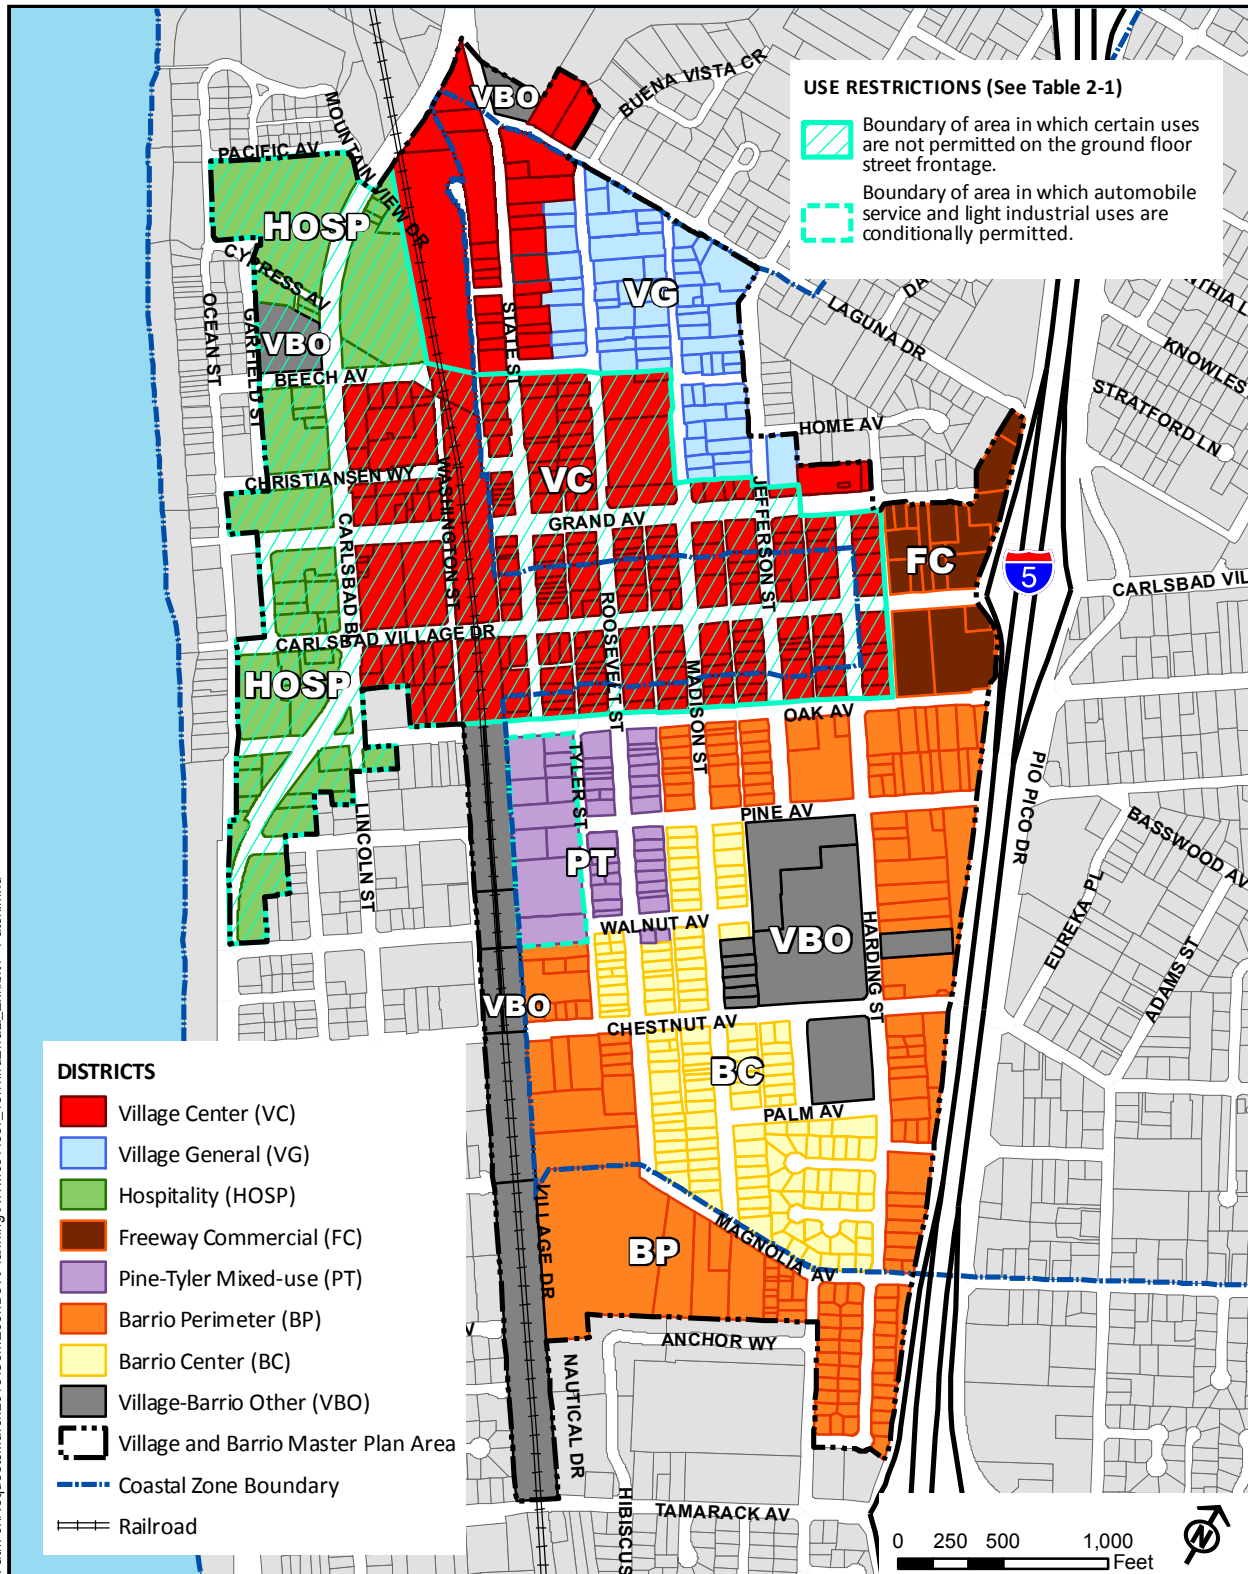 USE RESTRICTIONS (See Table 2-1)
Boundary of area in which certain uses
are not permitted on the ground floor
street frontage.
Boundary of area in which automobile
service and light industrial uses are
conditionally permitted.
BUENA VISTA CR
VBO
PACIFIC AV
MOUNTAIN VIEW DR
HOSP
CYPRESS AV
OCEAN ST
GARFIELD ST
VBO
BEECH AV
STATE ST
VG
LAGUNA DR
KNOWLES
STRATFORD LN
HOME AV
CHRISTIANSEN WY
WASHINGTON ST
VC
JEFFERSON ST
GRAND AV
CARLSBAD B
FC
5
CARLSBAD VIL
ROOSEVELT ST
CARLSBAD VILLAGE DR
HOSP
MADISON ST
OAK AV
TYLER ST
PIO PICO DR
PINE AV
BASSWOOD AV
LINCOLN ST
PT
EUREKA PL
WALNUT AV
VBO
HARDING ST
ADAMS ST
VBO
CHESTNUT AV
BC
PALM AV
VILLAGE DR
BP
MAGNOLIA AV
ANCHOR WY
NAUTICAL DR
HIBISCUS
TAMARACK AV
DISTRICTS
Village Center (VC)
Village General (VG)
Hospitality (HOSP)
Freeway Commercial (FC)
Pine-Tyler Mixed-use (PT)
Barrio Perimeter (BP)
Barrio Center (BC)
Village-Barrio Other (VBO)
Village and Barrio Master Plan Area
Coastal Zone Boundary
Railroad
N
0 250 500 1,000
Feet